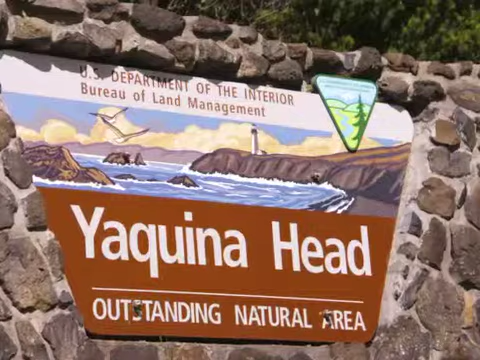 U.S. DEPARTMENT OF THE INTERIOR
Bureau of Land Management
Yaquina Head
OUTSTANDING NATURAL AREA